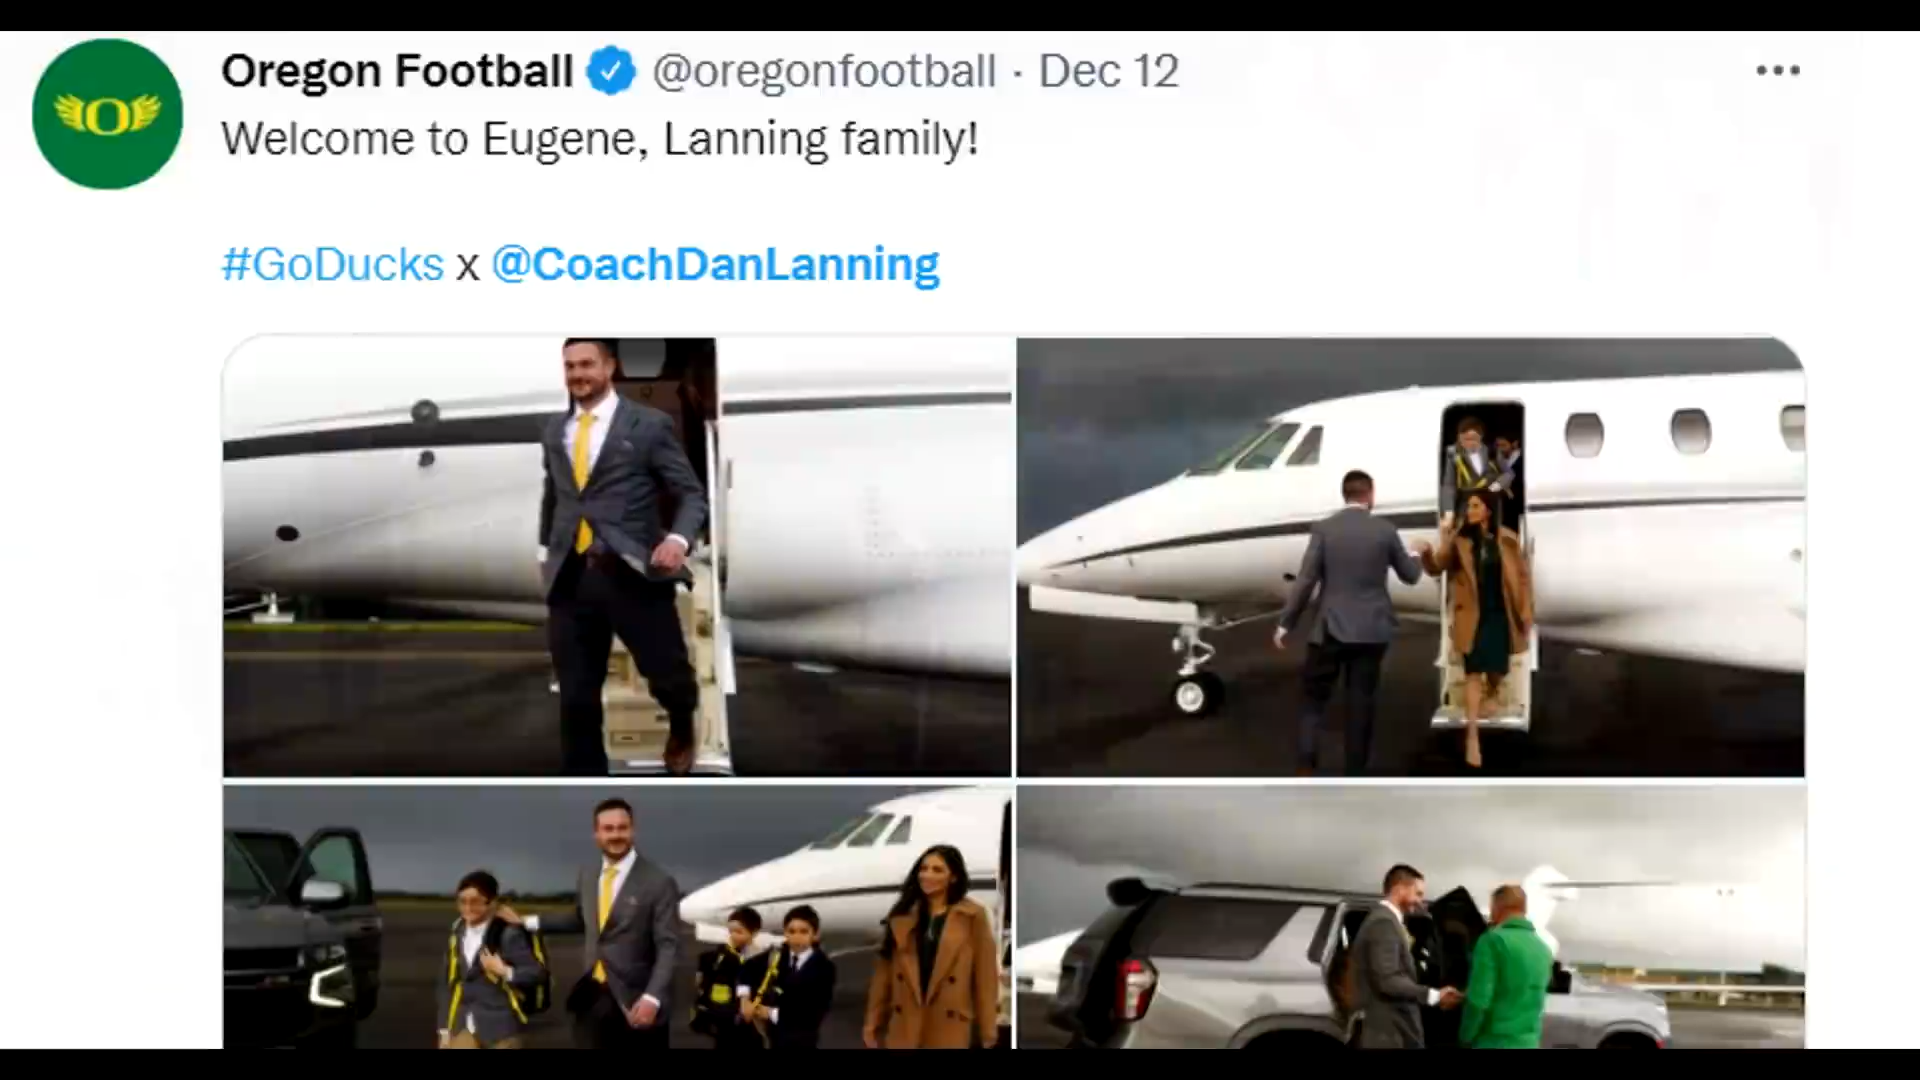 Oregon Football @oregonfootball · Dec 12
Welcome to Eugene, Lanning family!
#GoDucks x @CoachDanLanning